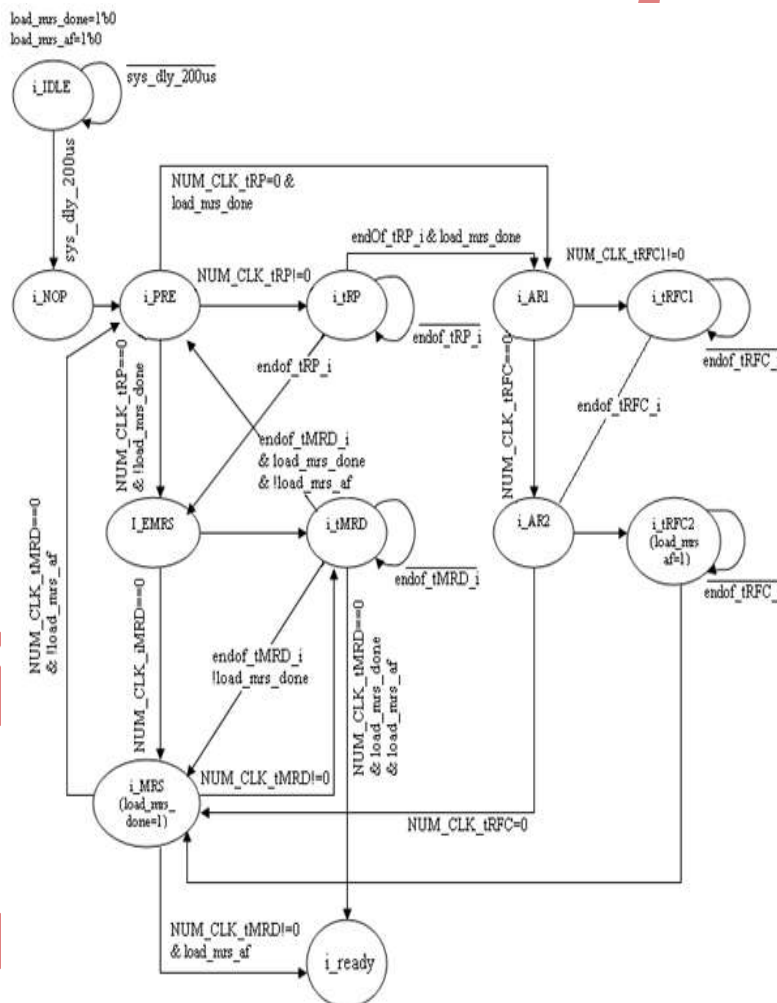 load_mrs_done=1'b0
load_mrs_af=1'b0
i_IDLE
sys_dly_200us
sys_dly_200us
NUM_CLK_tRP=0 &
load_mrs_done
endOf_tRP_i & load_mrs_done
NUM_CLK_tRFC1!=0
NUM_CLK_tRP!=0
i_NOP
i_PRE
i_tRP
i_AR1
i_tRFC1
endof_tRP_i
endof_tRFC_i
endof_tRP_i
NUM_CLK_tRP==0
& !load_mrs_done
NUM_CLK_tRFC==0
endof_tRFC_i
endof_tMRD_i
& load_mrs_done
& !load_mrs_af
I_EMRS
i_tMRD
i_AR2
i_tRFC2
(load_mrs
af=1)
endof_tMRD_i
endof_tRFC_
NUM_CLK_tMRD==0
& !load_mrs_af
NUM_CLK_iMRD==0
endof_tMRD_i
!load_mrs_done
NUM_CLK_tMRD==0
& load_mrs_done
& load_mrs_af
i_MRS
(load_mrs_
done=1)
NUM_CLK_tMRD!=0
NUM_CLK_tRFC=0
NUM_CLK_tMRD!=0
& load_mrs_af
i_ready